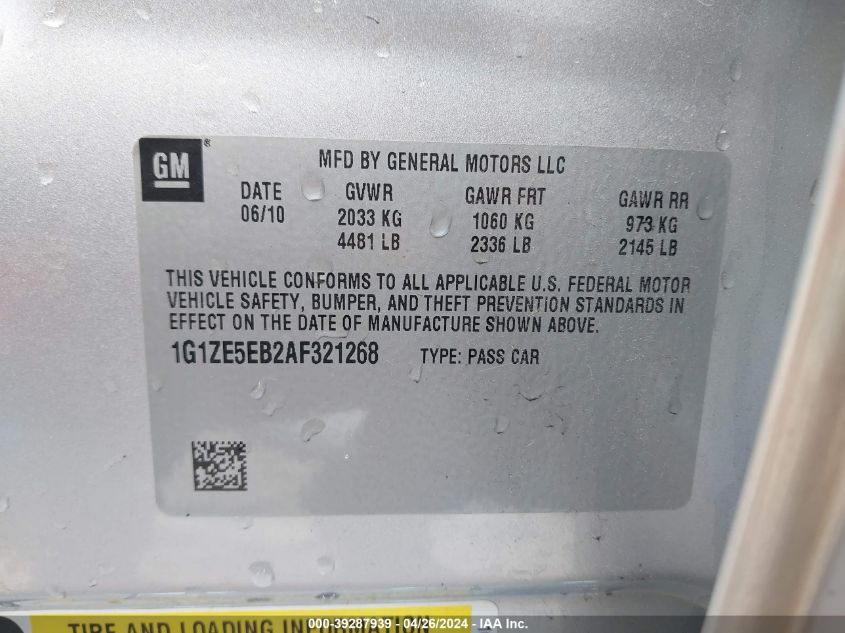 GM ®
MFD BY GENERAL MOTORS LLC
DATE GVWR GAWR FRT GAWR RR
06/10 2033 KG 1060 KG 973 KG
4481 LB 2336 LB 2145 LB
THIS VEHICLE CONFORMS TO ALL APPLICABLE U.S. FEDERAL MOTOR
VEHICLE SAFETY, BUMPER, AND THEFT PREVENTION STANDARDS IN
EFFECT ON THE DATE OF MANUFACTURE SHOWN ABOVE.
1G1ZE5EB2AF321268 TYPE: PASS CAR
TIRE AND LOADING INFORMATION
000-39287939 - 04/26/2024 - IAA Inc.